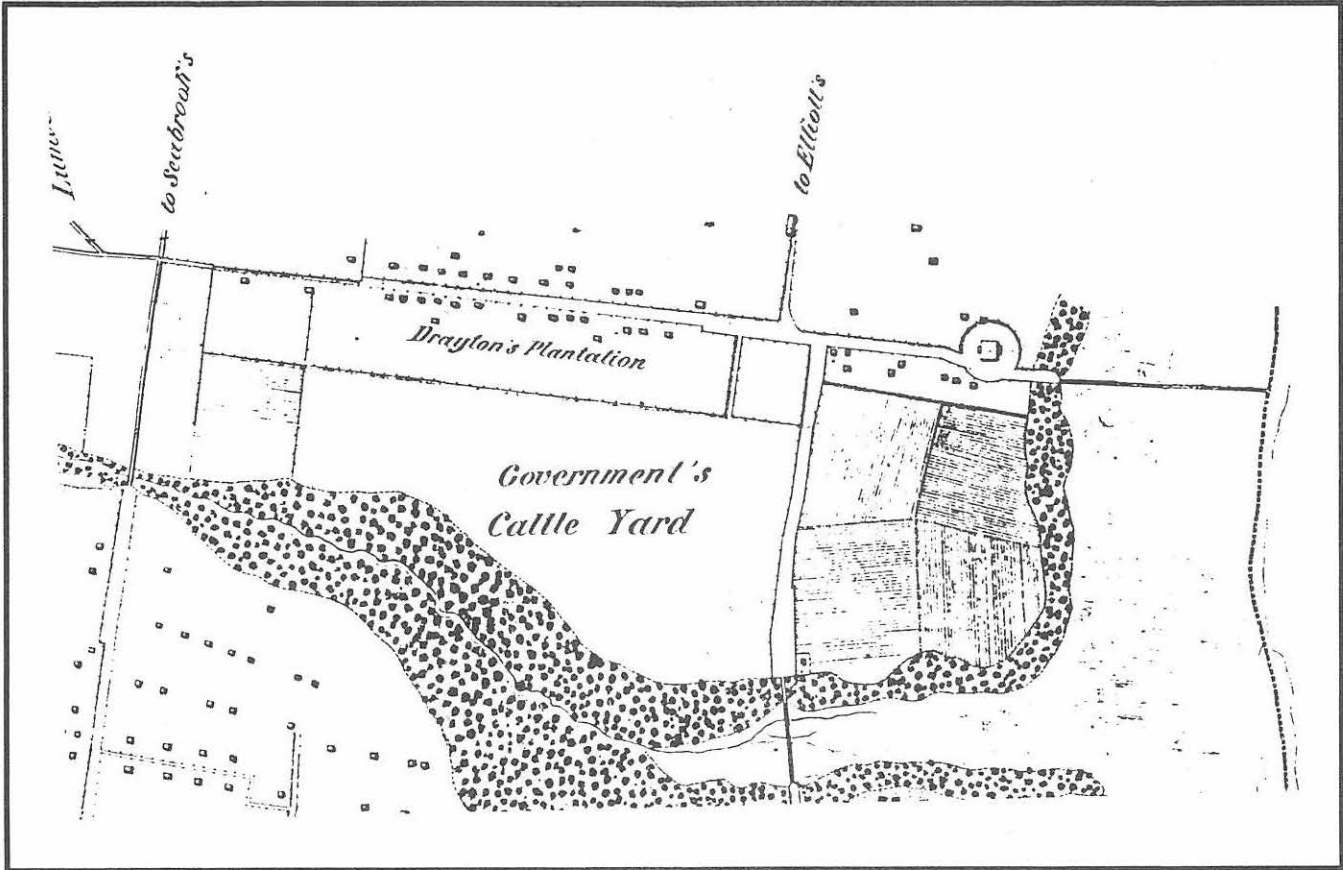 to Seabrook's
to Elliott's
Drayton's Plantation
Government's
Cattle Yard